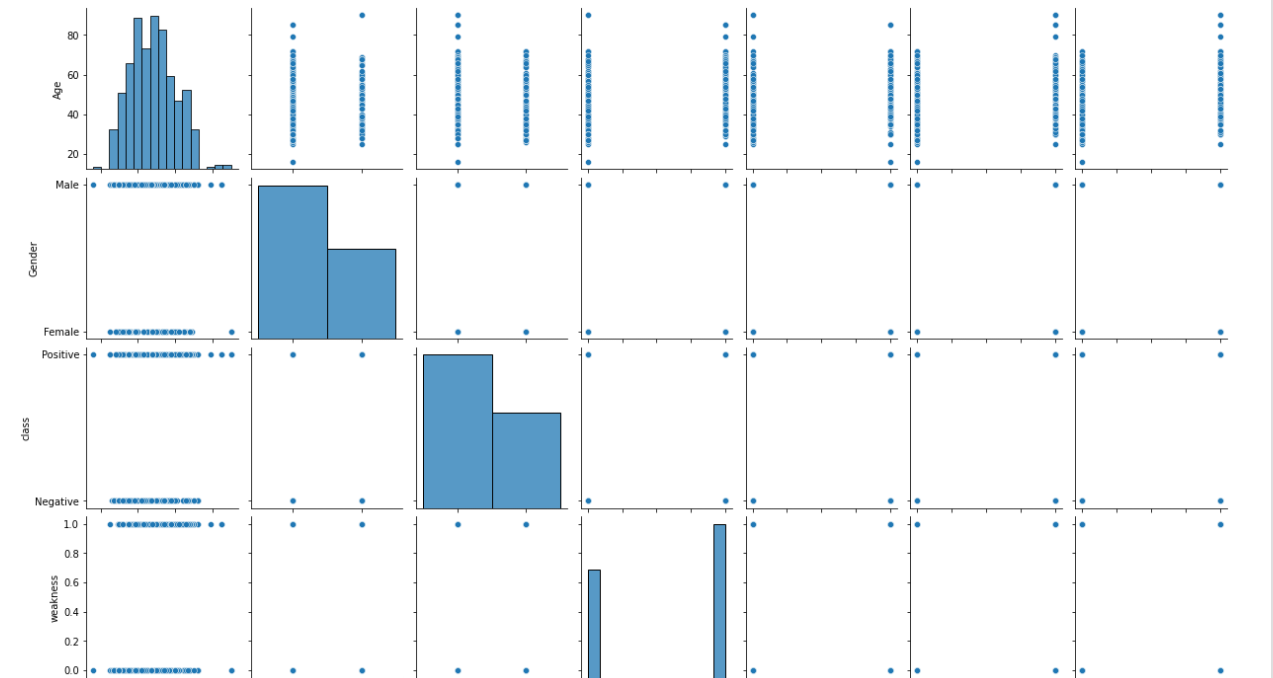 80
60
40
20
Age
Male
Female
Gender
Positive
Negative
class
1.0
0.8
0.6
0.4
0.2
0.0
weakness